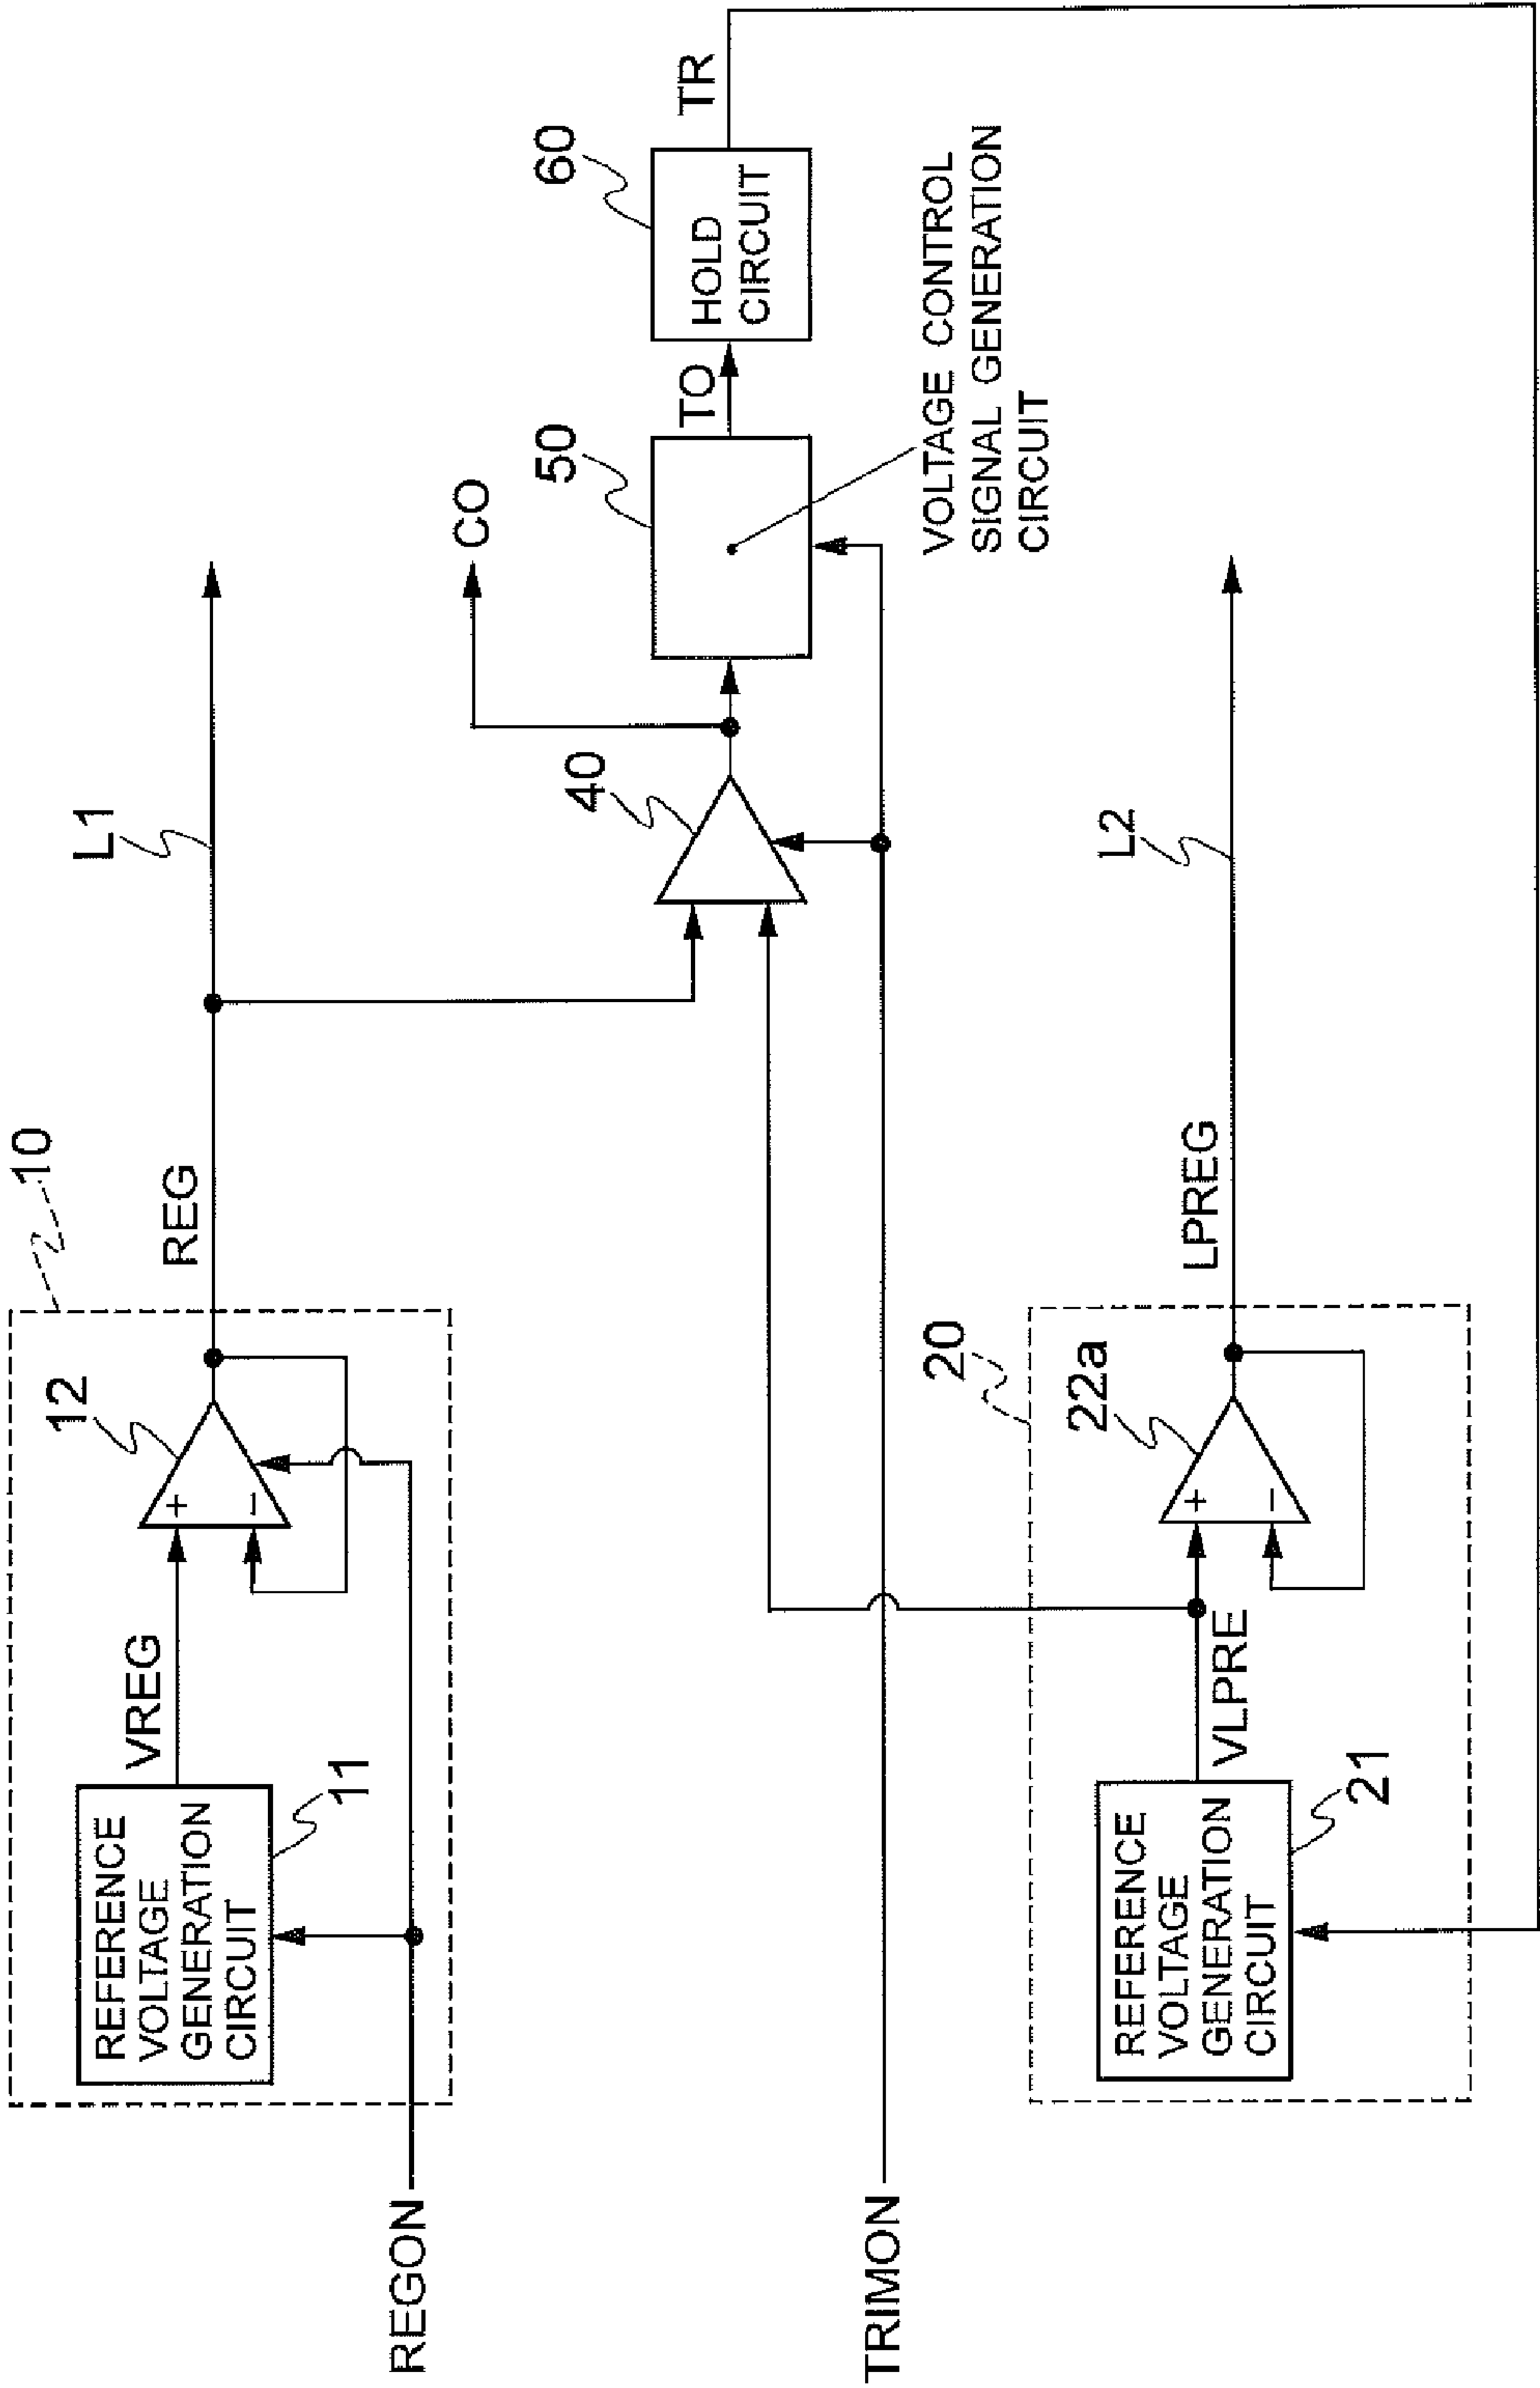 10
REFERENCE
VOLTAGE
GENERATION
CIRCUIT
11
VREG
12
+
−
REG
L1
REGON
CO
40
50
TO
60
HOLD
CIRCUIT
TR
VOLTAGE CONTROL
SIGNAL GENERATION
CIRCUIT
TRIMON
20
REFERENCE
VOLTAGE
GENERATION
CIRCUIT
21
VLPRE
22a
+
−
LPREG
L2